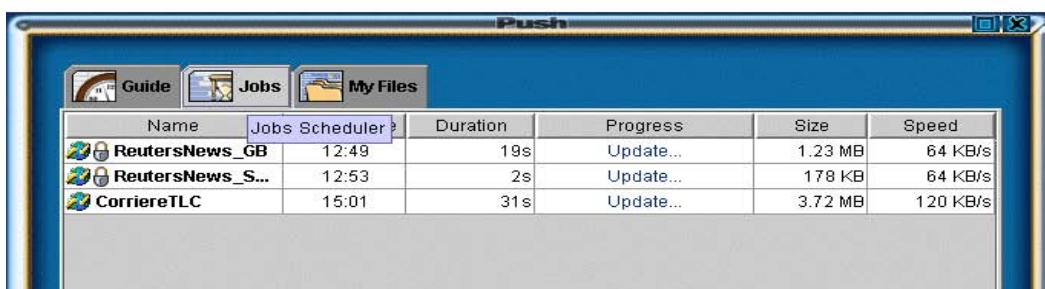 Push
Guide Jobs My Files
Name Jobs Scheduler Duration Progress Size Speed
ReutersNews_GB 12:49 19s Update... 1.23 MB 64 KB/s
ReutersNews_S... 12:53 2s Update... 178 KB 64 KB/s
CorriereTLC 15:01 31s Update... 3.72 MB 120 KB/s